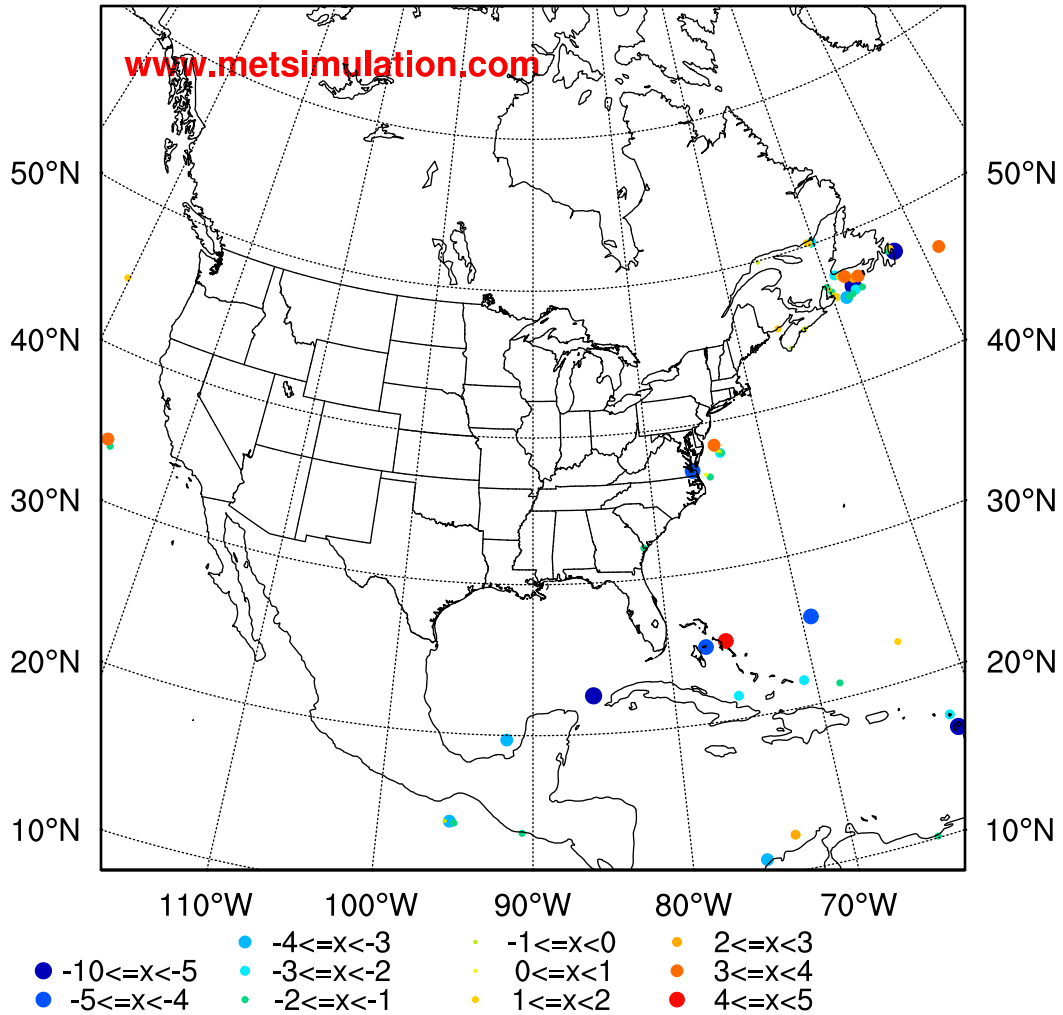 www.metsimulation.com
50°N 50°N
40°N 40°N
30°N 30°N
20°N 20°N
10°N 10°N
110°W 100°W 90°W 80°W 70°W
-4<=x<-3 -1<=x<0 2<=x<3
-10<=x<-5 -3<=x<-2 0<=x<1 3<=x<4
-5<=x<-4 -2<=x<-1 1<=x<2 4<=x<5